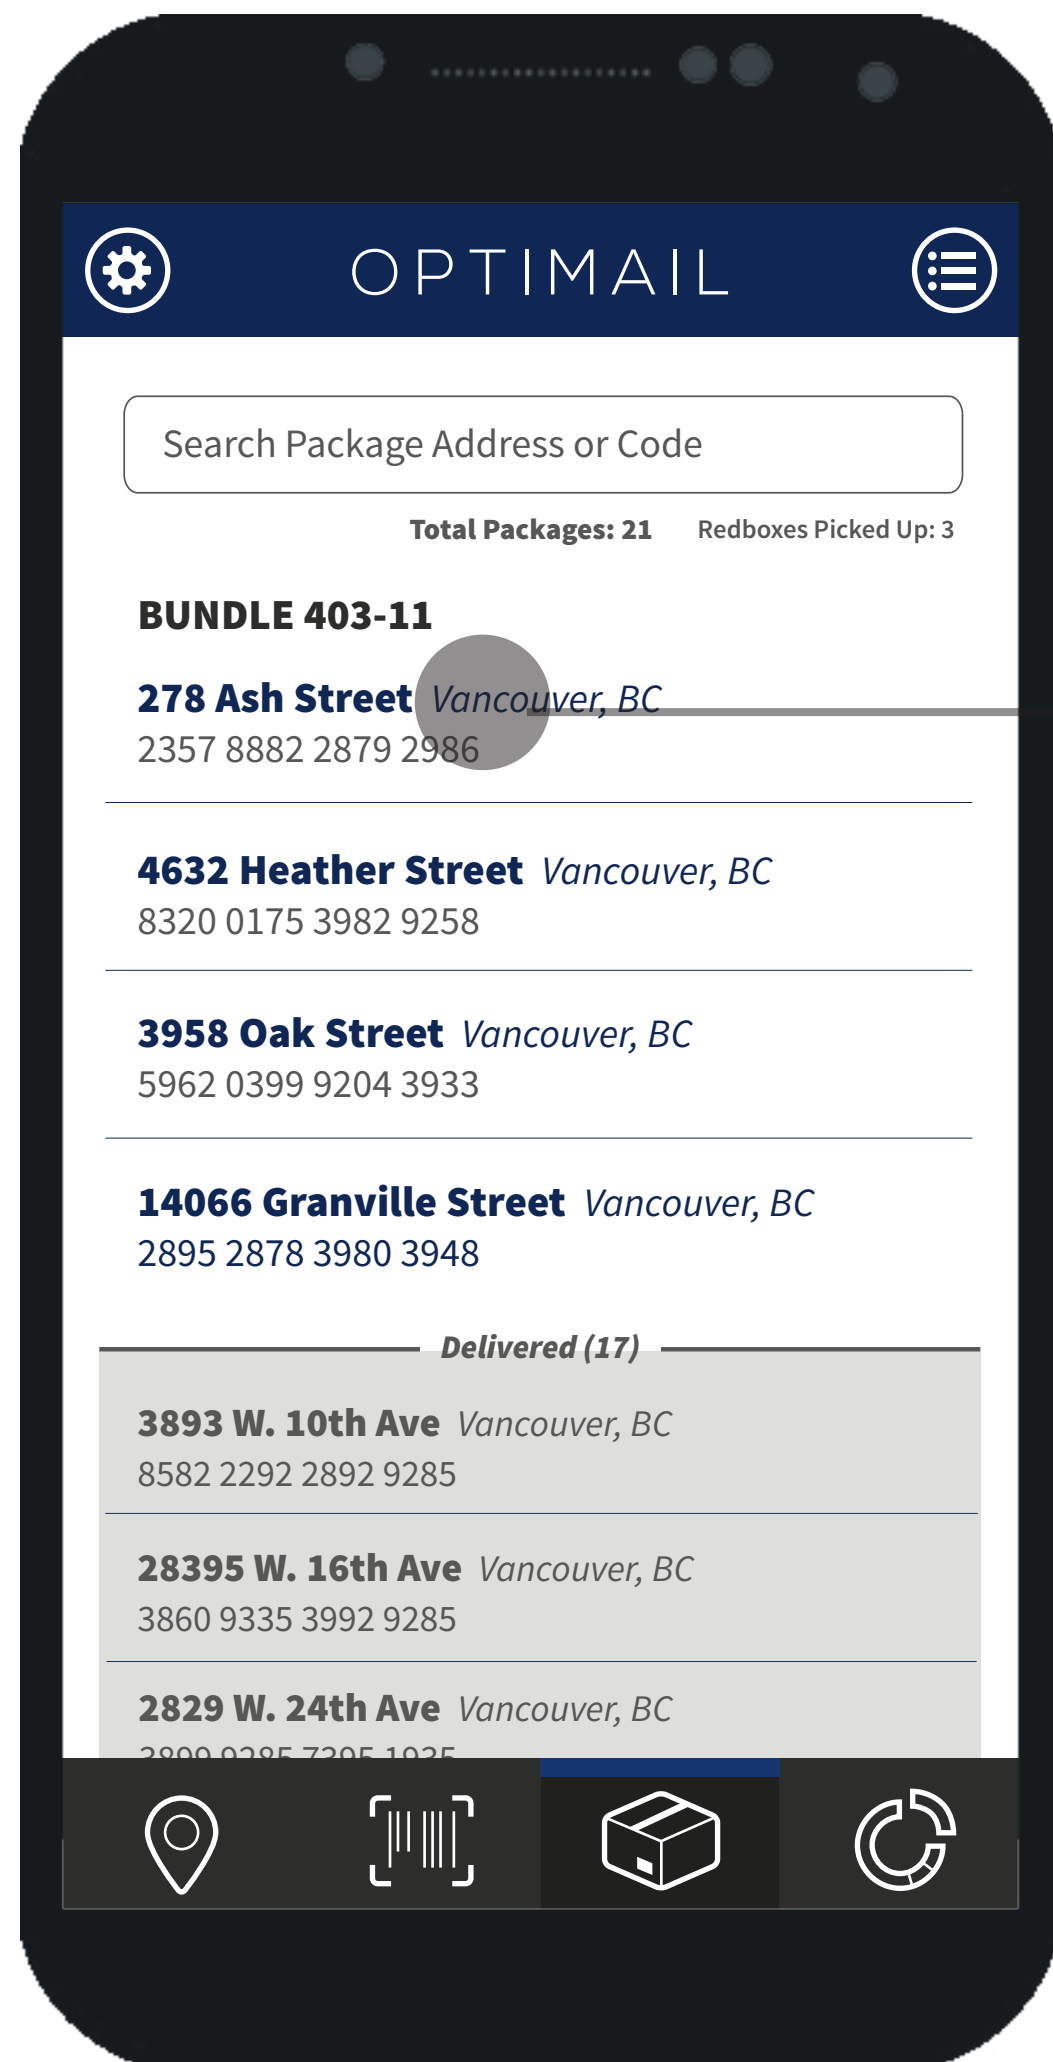 OPTIMAIL
Search Package Address or Code
Total Packages: 21 Redboxes Picked Up: 3
BUNDLE 403-11
278 Ash Street Vancouver, BC
2357 8882 2879 2986
4632 Heather Street Vancouver, BC
8320 0175 3982 9258
3958 Oak Street Vancouver, BC
5962 0399 9204 3933
14066 Granville Street Vancouver, BC
2895 2878 3980 3948
Delivered (17)
3893 W. 10th Ave Vancouver, BC
8582 2292 2892 9285
28395 W. 16th Ave Vancouver, BC
3860 9335 3992 9285
2829 W. 24th Ave Vancouver, BC